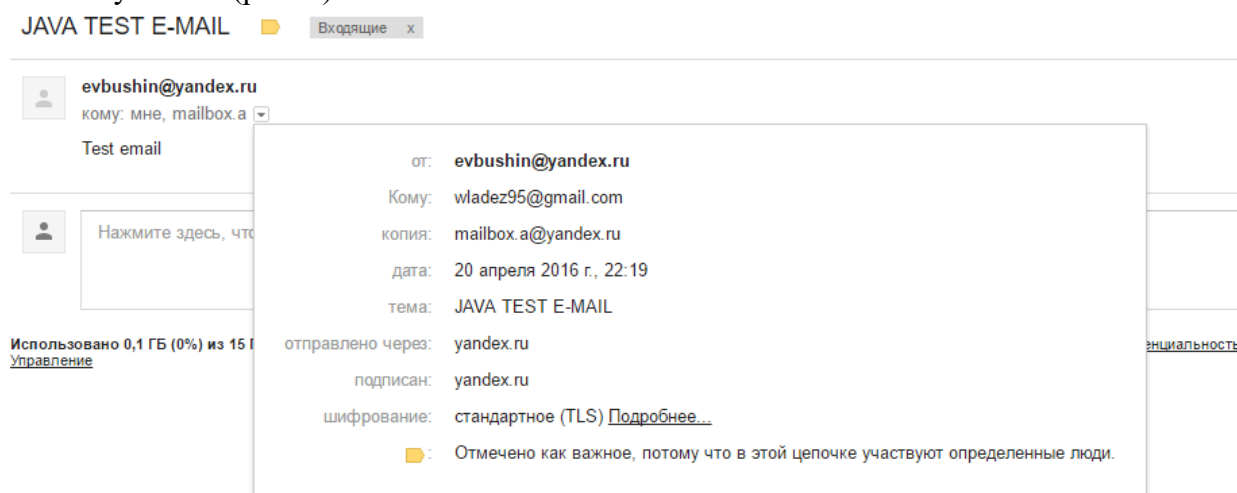 JAVA TEST E-MAIL Входящие x
evbushin@yandex.ru
кому: мне, mailbox.a
Test email
от: evbushin@yandex.ru
Кому: wladez95@gmail.com
копия: mailbox.a@yandex.ru
дата: 20 апреля 2016 г., 22:19
тема: JAVA TEST E-MAIL
отправлено через: yandex.ru
подписан: yandex.ru
шифрование: стандартное (TLS) Подробнее...
: Отмечено как важное, потому что в этой цепочке участвуют определенные люди.
Нажмите здесь,
Использовано 0,1 ГБ (0%) из 15
Управление